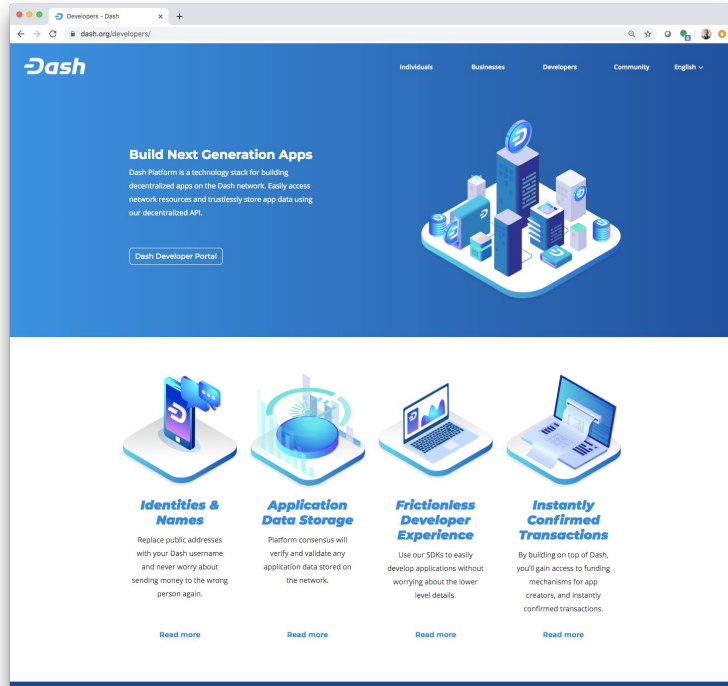 Developers - Dash
dash.org/developers/
Dash
Individuals
Businesses
Developers
Community
English
Build Next Generation Apps
Dash Platform is a technology stack for building
decentralized apps on the Dash network. Easily access
network resources and trustlessly store app data using
our decentralized API.
Dash Developer Portal
Identities &
Names
Replace public addresses
with your Dash username
and never worry about
sending money to the wrong
person again.
Read more
Application
Data Storage
Platform consensus will
verify and validate any
application data stored on
the network.
Read more
Frictionless
Developer
Experience
Use our SDKs to easily
develop applications without
worrying about the lower
level details.
Read more
Instantly
Confirmed
Transactions
By building on top of Dash,
you'll gain access to funding
mechanisms for app
creators, and instantly
confirmed transactions.
Read more